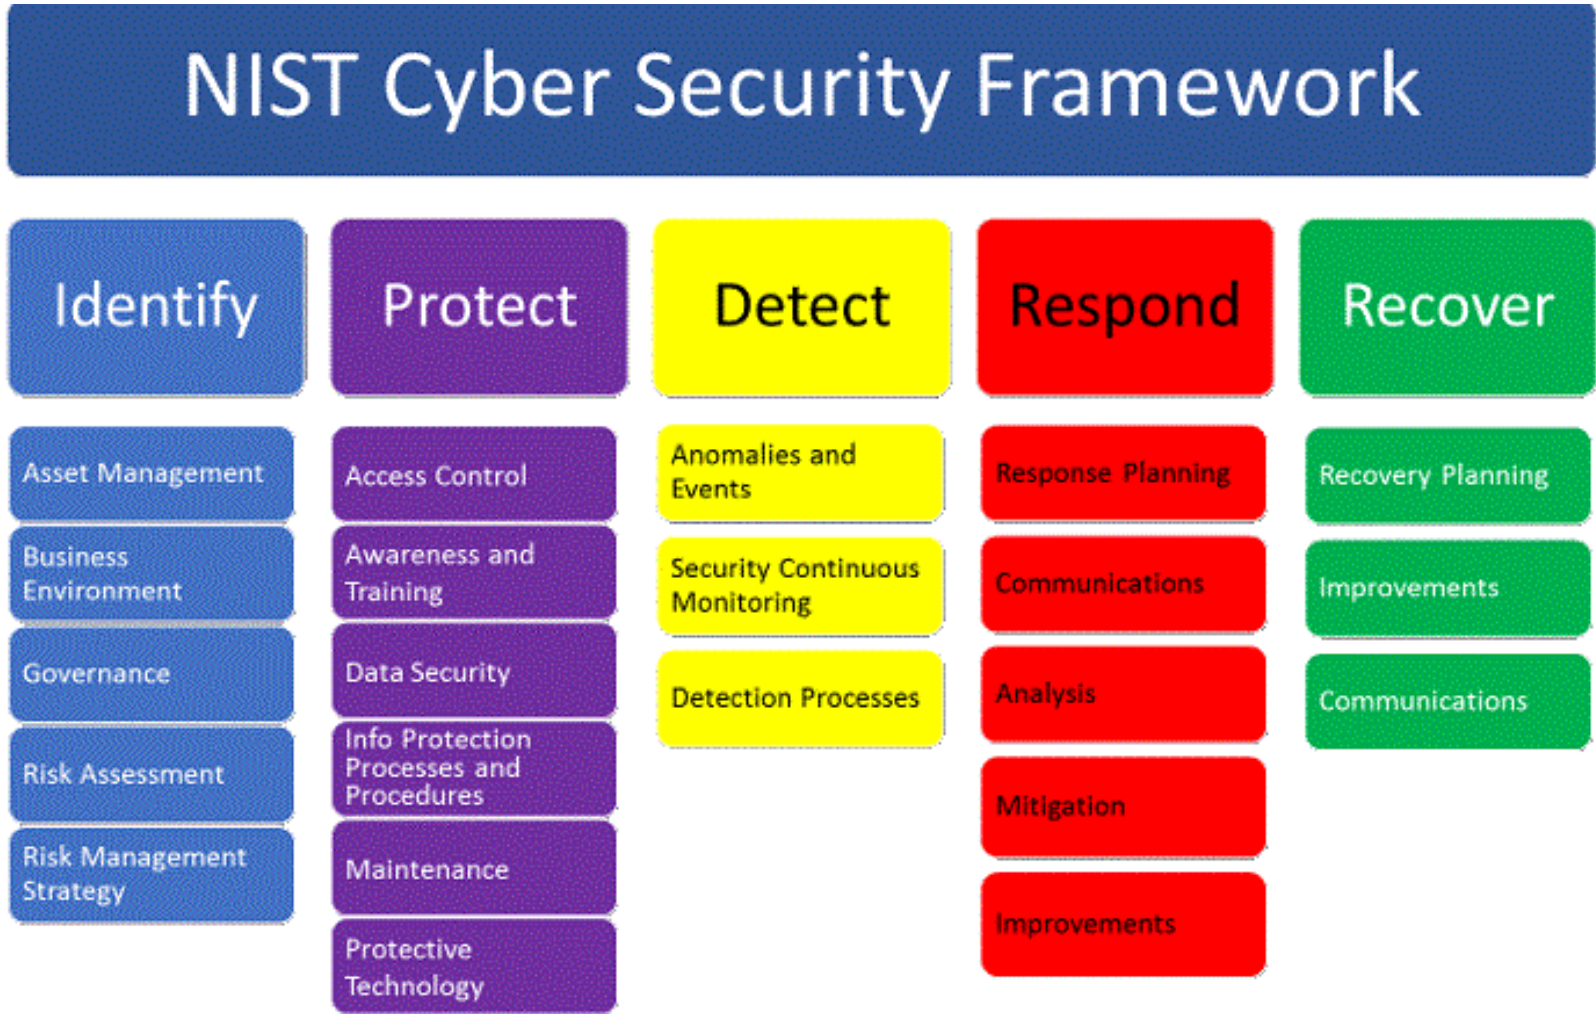 NIST Cyber Security Framework
Identify
Asset Management
Business
Environment
Governance
Risk Assessment
Risk Management
Strategy
Protect
Access Control
Awareness and
Training
Data Security
Info Protection
Processes and
Procedures
Maintenance
Protective
Technology
Detect
Anomalies and
Events
Security Continuous
Monitoring
Detection Processes
Respond
Response Planning
Communications
Analysis
Mitigation
Improvements
Recover
Recovery Planning
Improvements
Communications